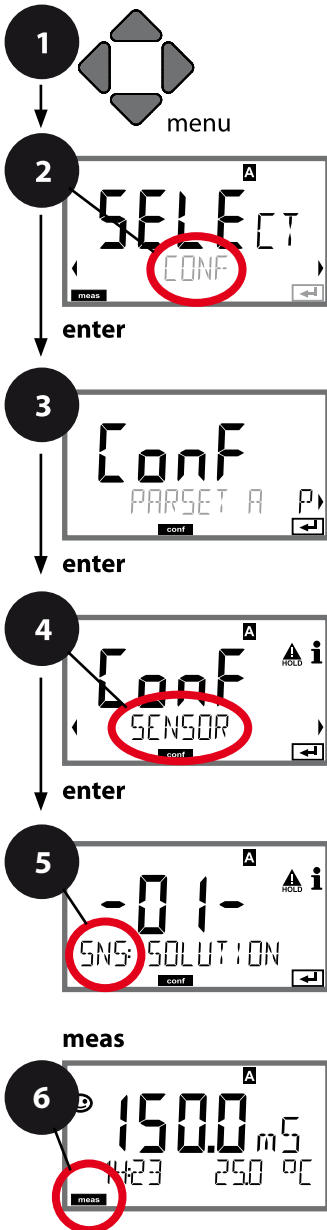 1
menu
2
A
SELECT
CONF
meas
enter
3
ConF
PARSET A P
conf
enter
4
A
ConF
HOLD i
SENSOR
conf
enter
5
A
-01-
HOLD i
SNS: SOLUTION
conf
meas
6
A
150.0 mS
14:23 25.0 °C
meas